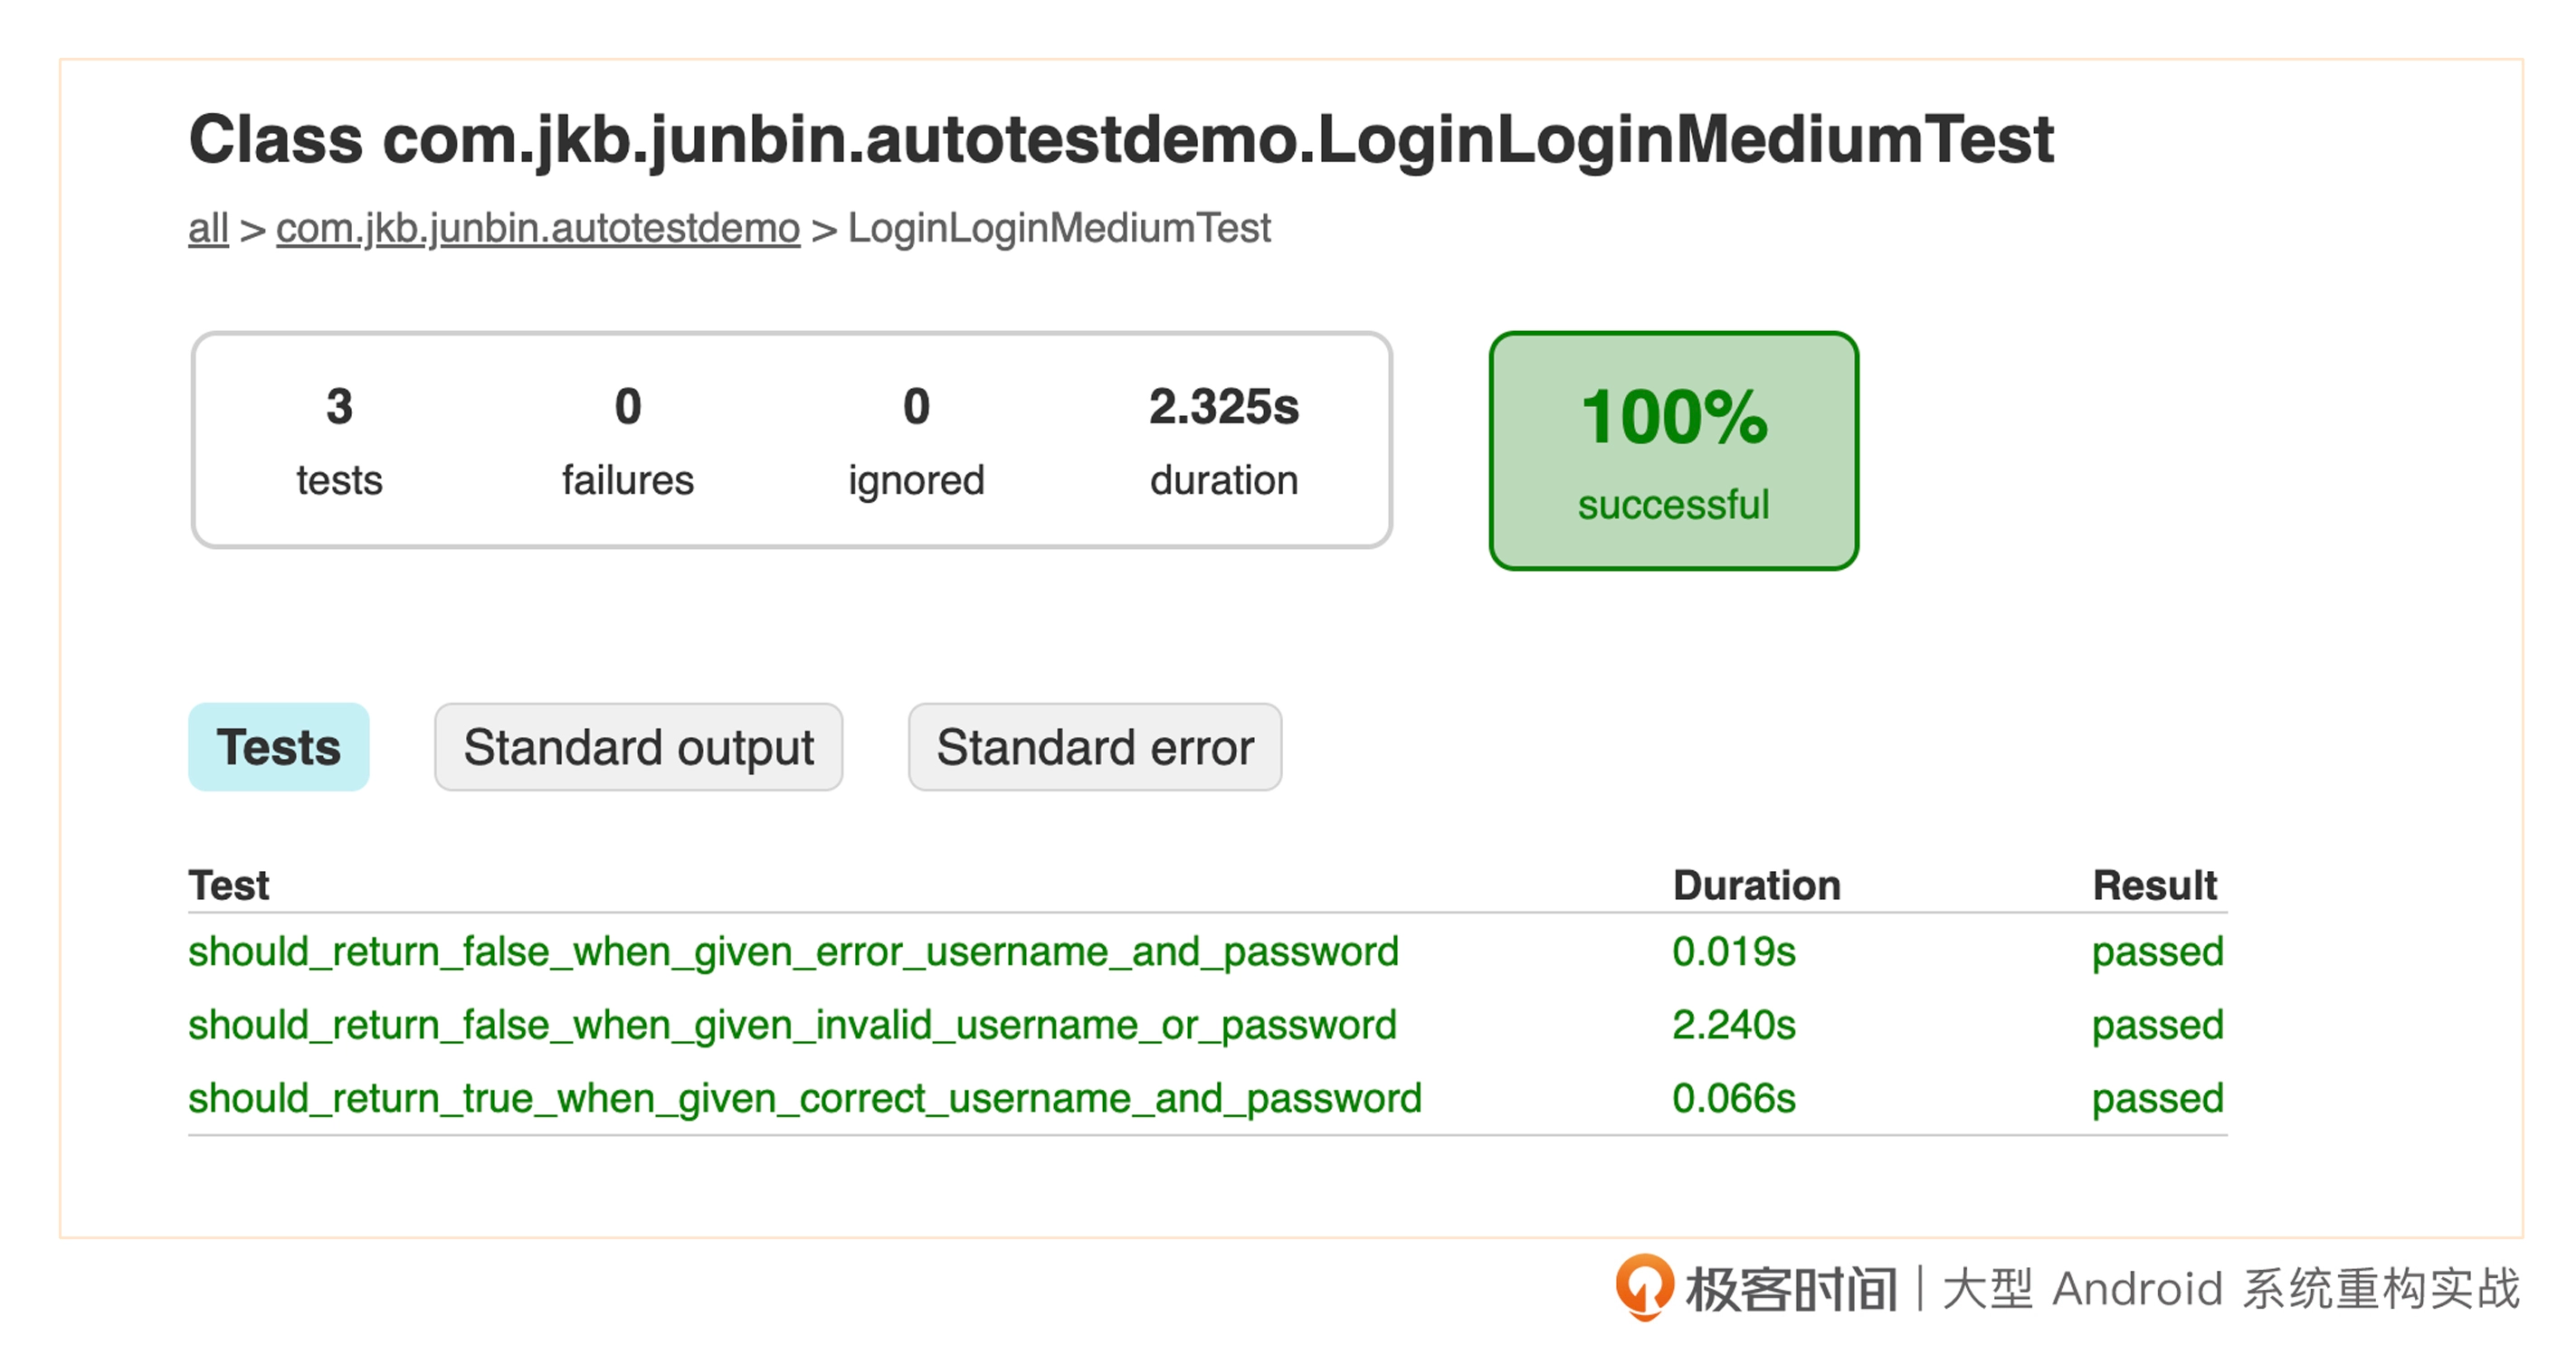 Class com.jkb.junbin.autotestdemo.LoginLoginMediumTest
all > com.jkb.junbin.autotestdemo > LoginLoginMediumTest
3 0 0 2.325s
tests failures ignored duration
100%
successful
Tests Standard output Standard error
Test Duration Result
should_return_false_when_given_error_username_and_password 0.019s passed
should_return_false_when_given_invalid_username_or_password 2.240s passed
should_return_true_when_given_correct_username_and_password 0.066s passed
极客时间 | 大型 Android 系统重构实战